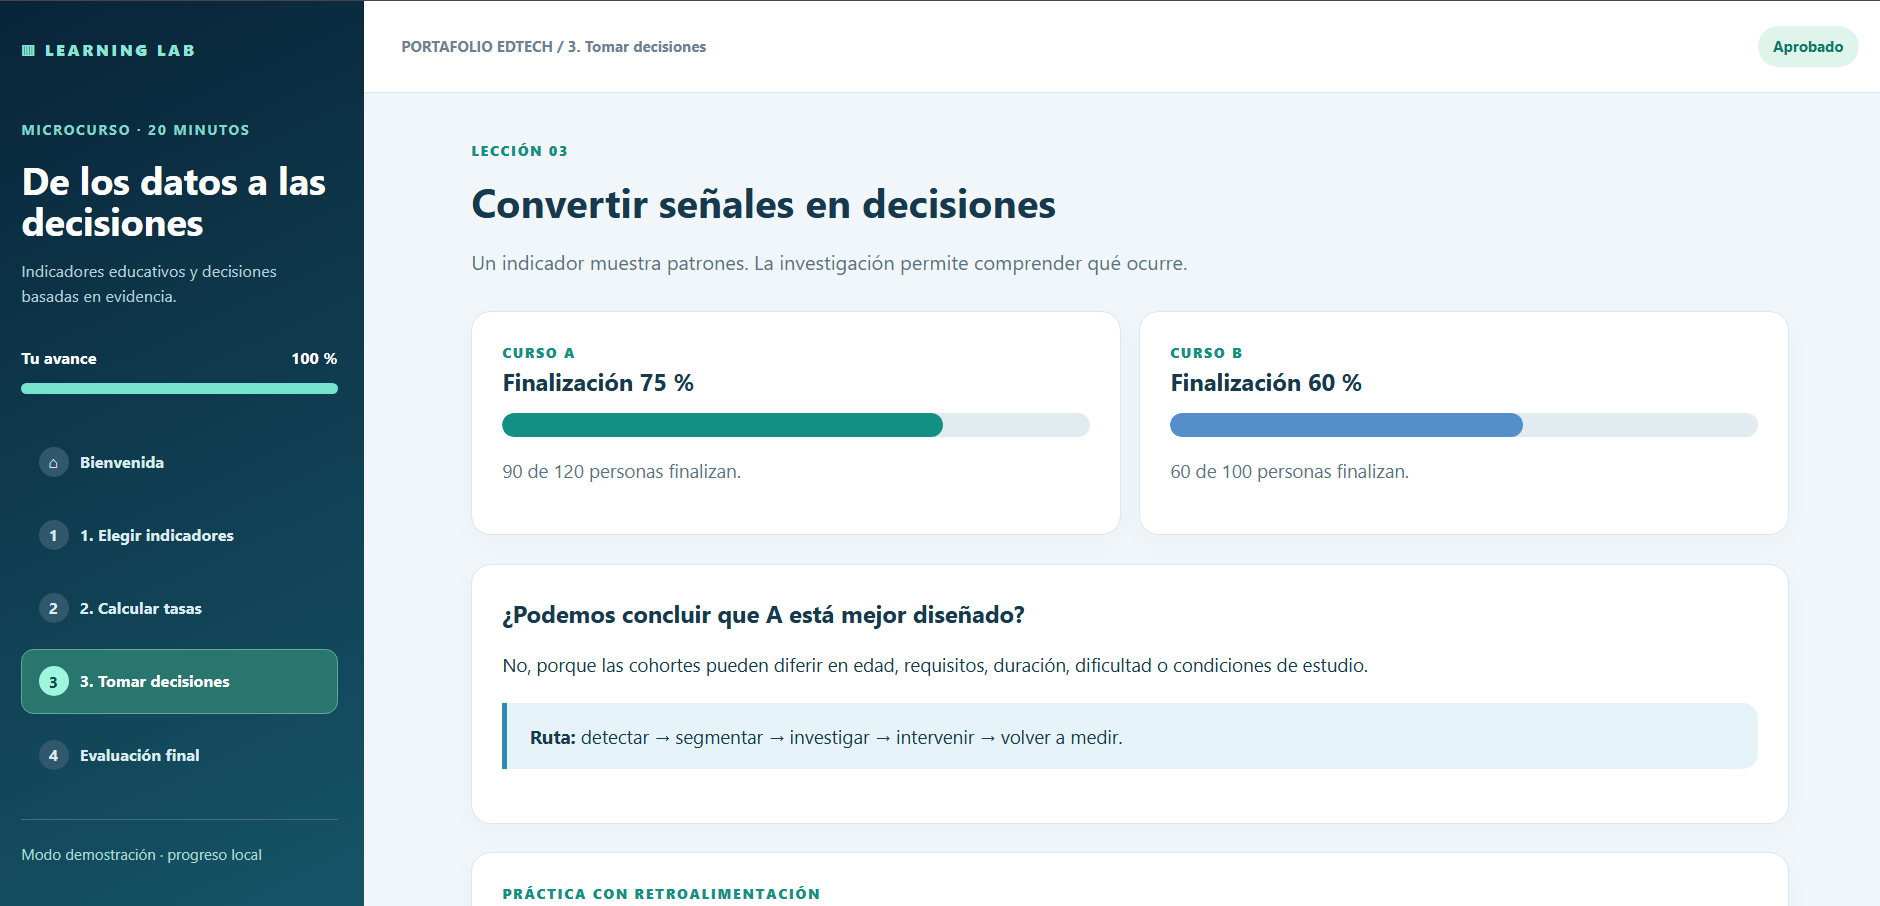 LEARNING LAB
MICROCURSO · 20 MINUTOS
De los datos a las
decisiones
Indicadores educativos y decisiones
basadas en evidencia.
Tu avance 100 %
Bienvenida
1 1. Elegir indicadores
2 2. Calcular tasas
3 3. Tomar decisiones
4 Evaluación final
Modo demostración · progreso local
PORTAFOLIO EDTECH / 3. Tomar decisiones
Aprobado
LECCIÓN 03
Convertir señales en decisiones
Un indicador muestra patrones. La investigación permite comprender qué ocurre.
CURSO A
Finalización 75 %
90 de 120 personas finalizan.
CURSO B
Finalización 60 %
60 de 100 personas finalizan.
¿Podemos concluir que A está mejor diseñado?
No, porque las cohortes pueden diferir en edad, requisitos, duración, dificultad o condiciones de estudio.
Ruta: detectar → segmentar → investigar → intervenir → volver a medir.
PRÁCTICA CON RETROALIMENTACIÓN